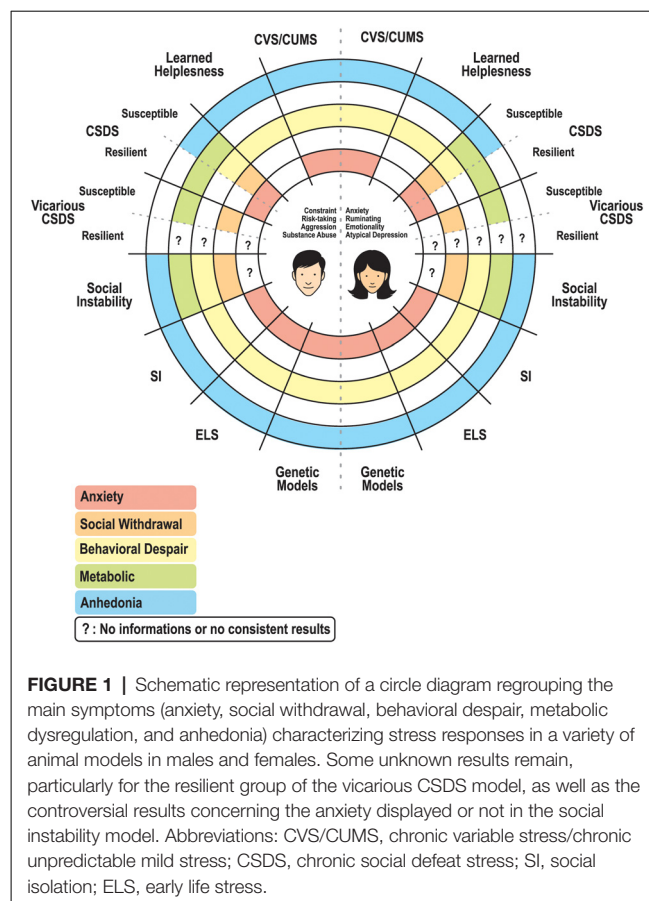 CVS/CUMS
CVS/CUMS
Learned
Helplesness
Learned
Helplesness
Susceptible
CSDS
Resilient
Susceptible
CSDS
Resilient
Susceptible
Vicarious
CSDS
Resilient
Susceptible
Vicarious
CSDS
Resilient
Constraint
Risk-taking
Aggression
Substance Abuse
Anxiety
Ruminating
Emotionality
Atypical Depression
? ? ? ?
? ? ? ? ?
?
?
Social
Instability
Social
Instability
SI
SI
ELS
ELS
Genetic
Models
Genetic
Models
Anxiety
Social Withdrawal
Behavioral Despair
Metabolic
Anhedonia
? : No informations or no consistent results
FIGURE 1 | Schematic representation of a circle diagram regrouping the
main symptoms (anxiety, social withdrawal, behavioral despair, metabolic
dysregulation, and anhedonia) characterizing stress responses in a variety of
animal models in males and females. Some unknown results remain,
particularly for the resilient group of the vicarious CSDS model, as well as the
controversial results concerning the anxiety displayed or not in the social
instability model. Abbreviations: CVS/CUMS, chronic variable stress/chronic
unpredictable mild stress; CSDS, chronic social defeat stress; SI, social
isolation; ELS, early life stress.